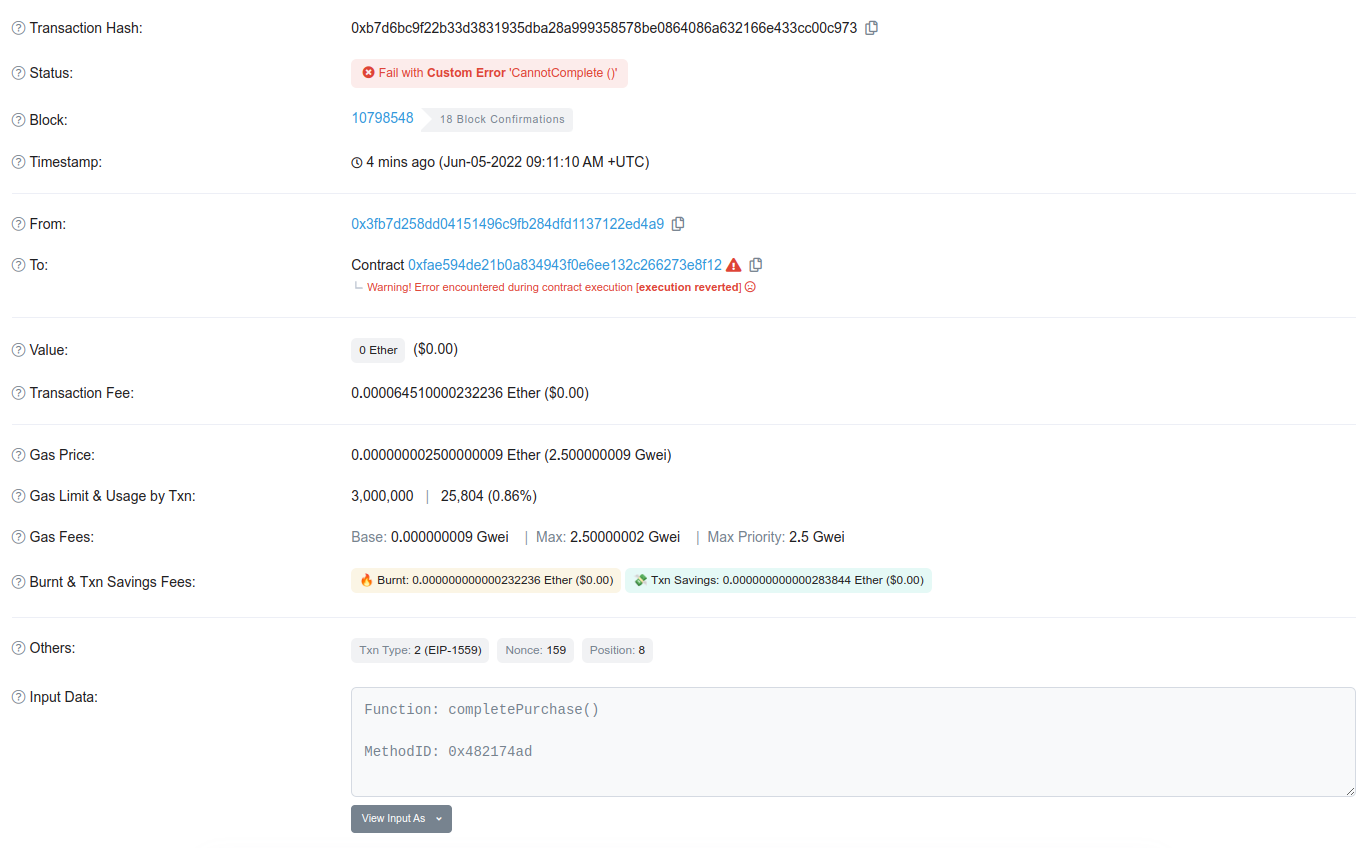 Transaction Hash: 0xb7d6bc9f22b33d3831935dba28a999358578be0864086a632166e433cc00c973
Status: Fail with Custom Error 'CannotComplete ()'
Block: 10798548 18 Block Confirmations
Timestamp: 4 mins ago (Jun-05-2022 09:11:10 AM +UTC)
From: 0x3fb7d258dd04151496c9fb284dfd1137122ed4a9
To: Contract 0xfae594de21b0a834943f0e6ee132c266273e8f12
Warning! Error encountered during contract execution [execution reverted]
Value: 0 Ether ($0.00)
Transaction Fee: 0.000064510000232236 Ether ($0.00)
Gas Price: 0.000000002500000009 Ether (2.500000009 Gwei)
Gas Limit & Usage by Txn: 3,000,000 | 25,804 (0.86%)
Gas Fees: Base: 0.000000009 Gwei | Max: 2.50000002 Gwei | Max Priority: 2.5 Gwei
Burnt & Txn Savings Fees: Burnt: 0.000000000000232236 Ether ($0.00) Txn Savings: 0.000000000000283844 Ether ($0.00)
Others: Txn Type: 2 (EIP-1559) Nonce: 159 Position: 8
Input Data: Function: completePurchase()
MethodID: 0x482174ad
View Input As